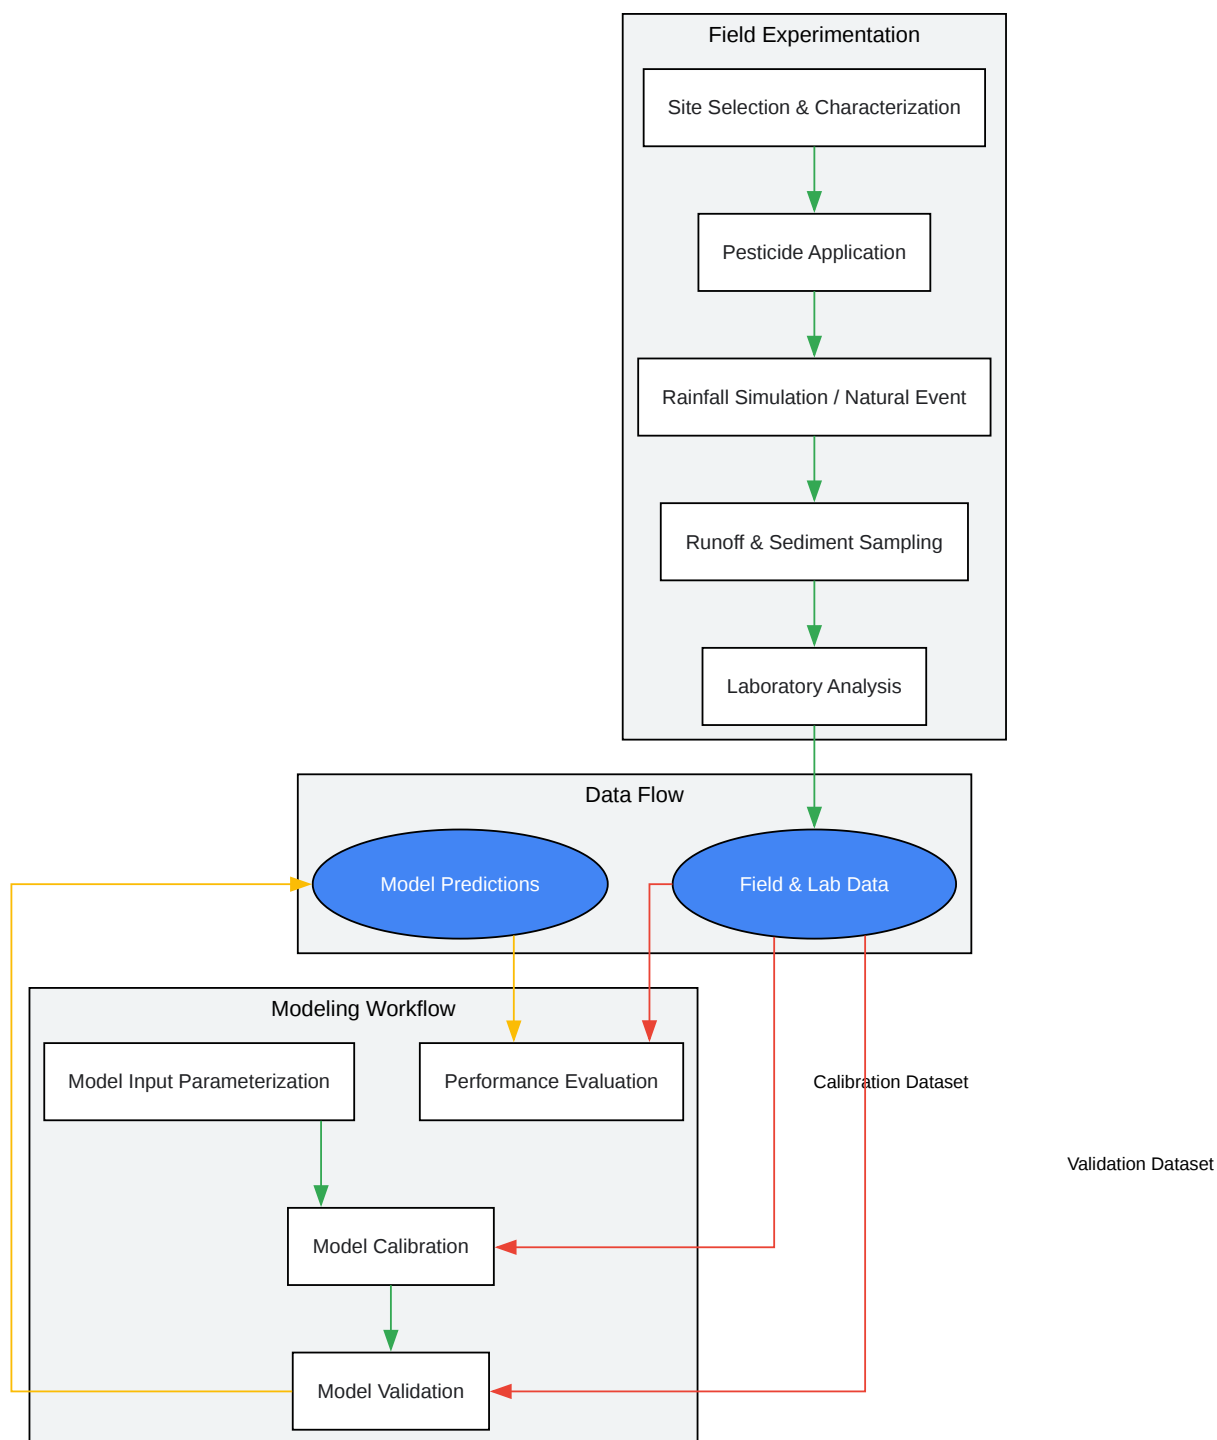 Field Experimentation
Site Selection & Characterization
Pesticide Application
Rainfall Simulation / Natural Event
Runoff & Sediment Sampling
Laboratory Analysis
Data Flow
Model Predictions
Field & Lab Data
Modeling Workflow
Model Input Parameterization
Performance Evaluation
Calibration Dataset
Validation Dataset
Model Calibration
Model Validation